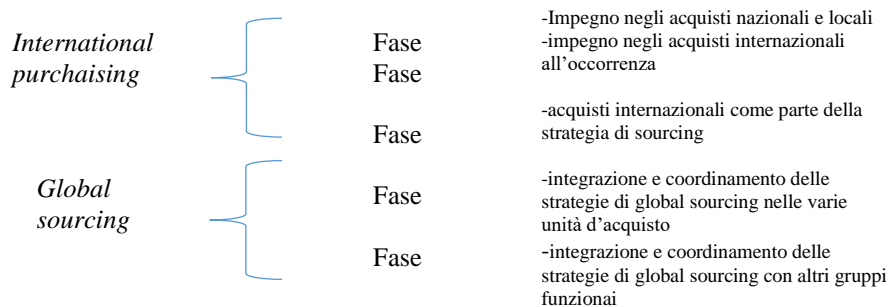 International
purchaising
Fase
Fase
Fase
-Impegno negli acquisti nazionali e locali
-impegno negli acquisti internazionali
all’occorrenza
-acquisti internazionali come parte della
strategia di sourcing
Global
sourcing
Fase
Fase
-integrazione e coordinamento delle
strategie di global sourcing nelle varie
unità d’acquisto
-integrazione e coordinamento delle
strategie di global sourcing con altri gruppi
funzionai